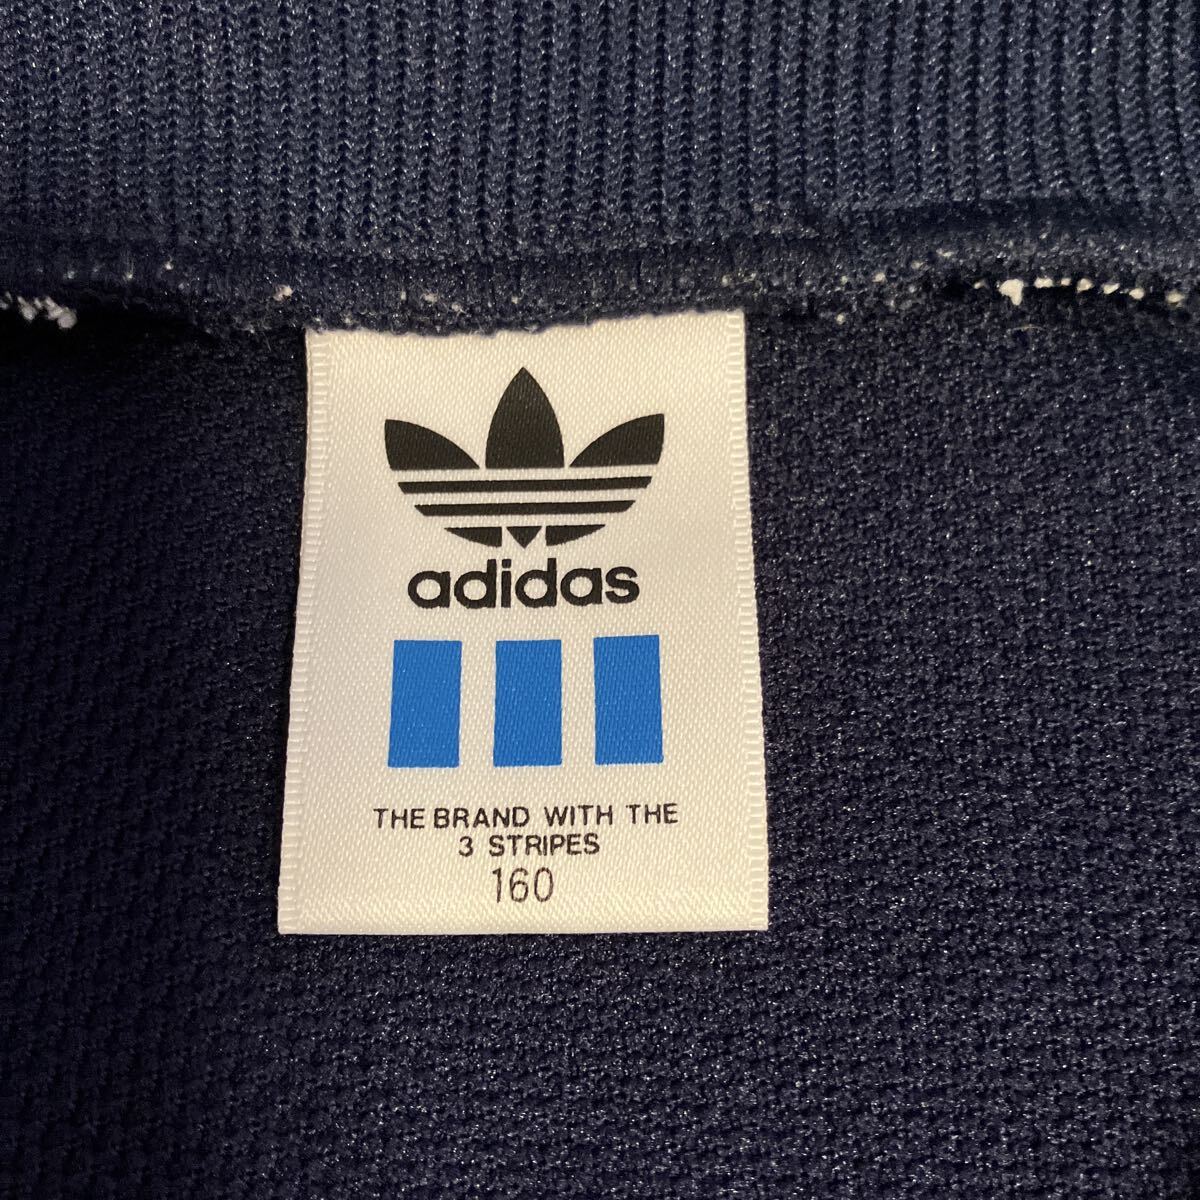 adidas
THE BRAND WITH THE
3 STRIPES
160